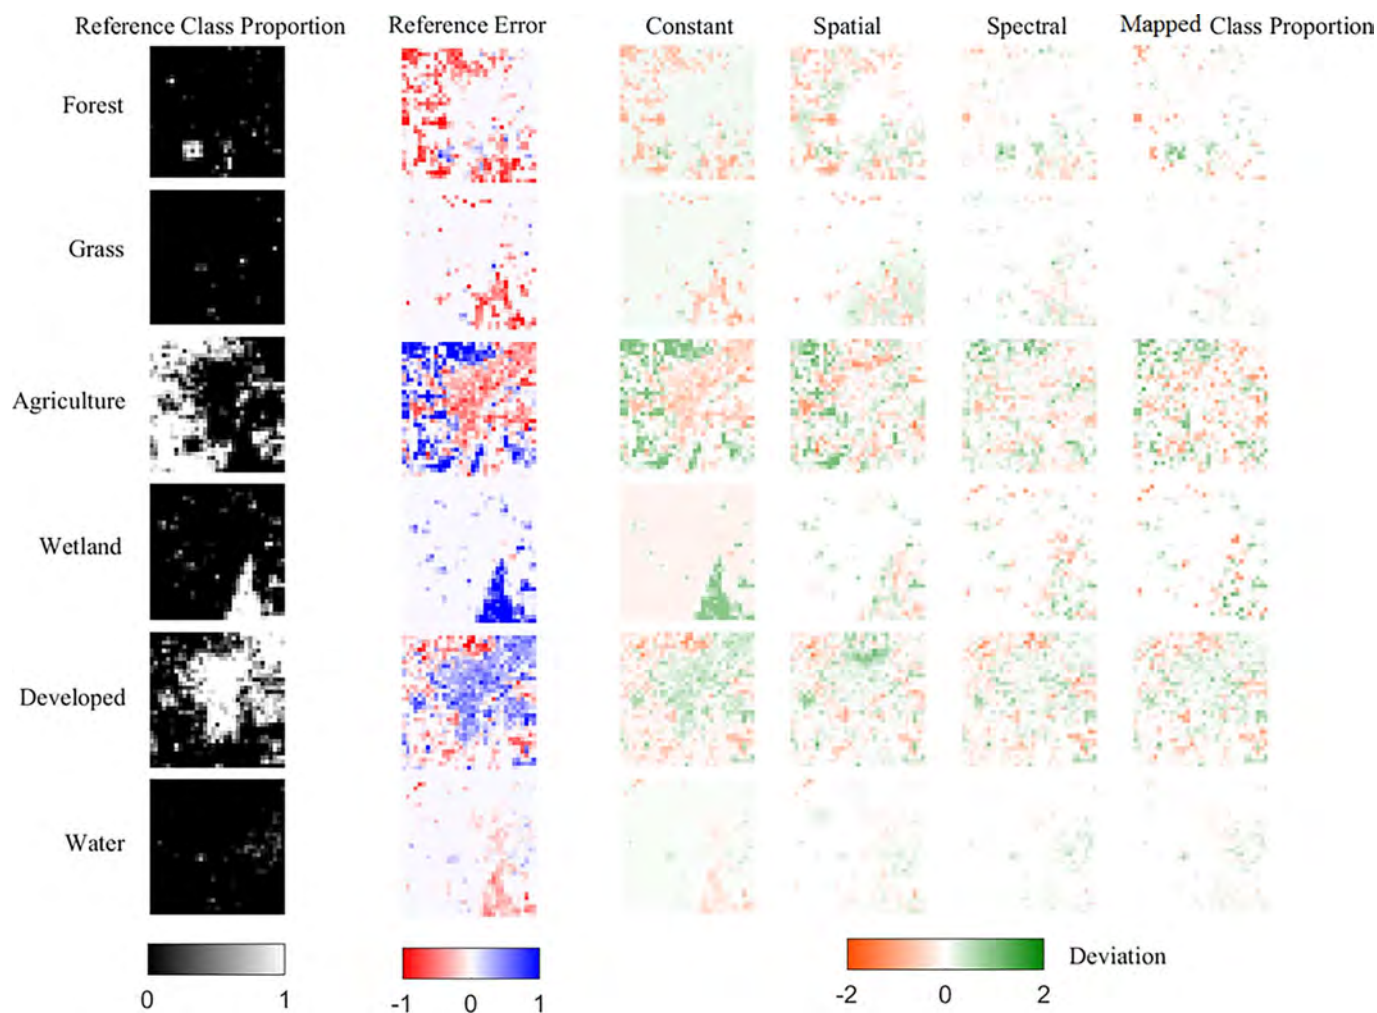 Reference Class Proportion Reference Error Constant Spatial Spectral Mapped Class Proportion
Forest
Grass
Agriculture
Wetland
Developed
Water
Deviation
0 1 -1 0 1 -2 0 2